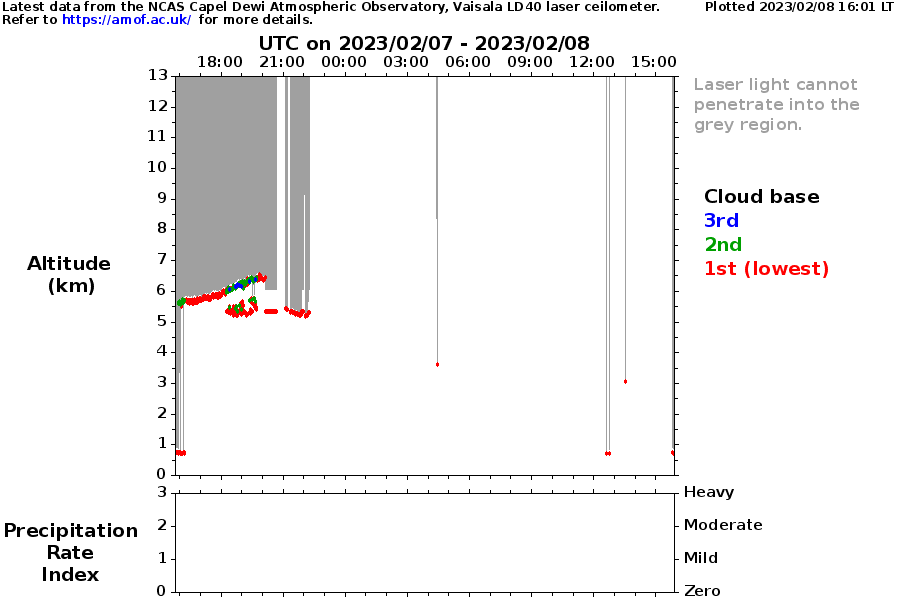 Latest data from the NCAS Capel Dewi Atmospheric Observatory, Vaisala LD40 laser ceilometer. Plotted 2023/02/08 16:01 LT
Refer to https://amof.ac.uk/ for more details.
UTC on 2023/02/07 - 2023/02/08
18:00 21:00 00:00 03:00 06:00 09:00 12:00 15:00
13
12
11
10
9
8
7
6
5
4
3
2
1
0
Altitude
(km)
Laser light cannot
penetrate into the
grey region.
Cloud base
3rd
2nd
1st (lowest)
3 Heavy
2 Moderate
1 Mild
0 Zero
Precipitation
Rate
Index